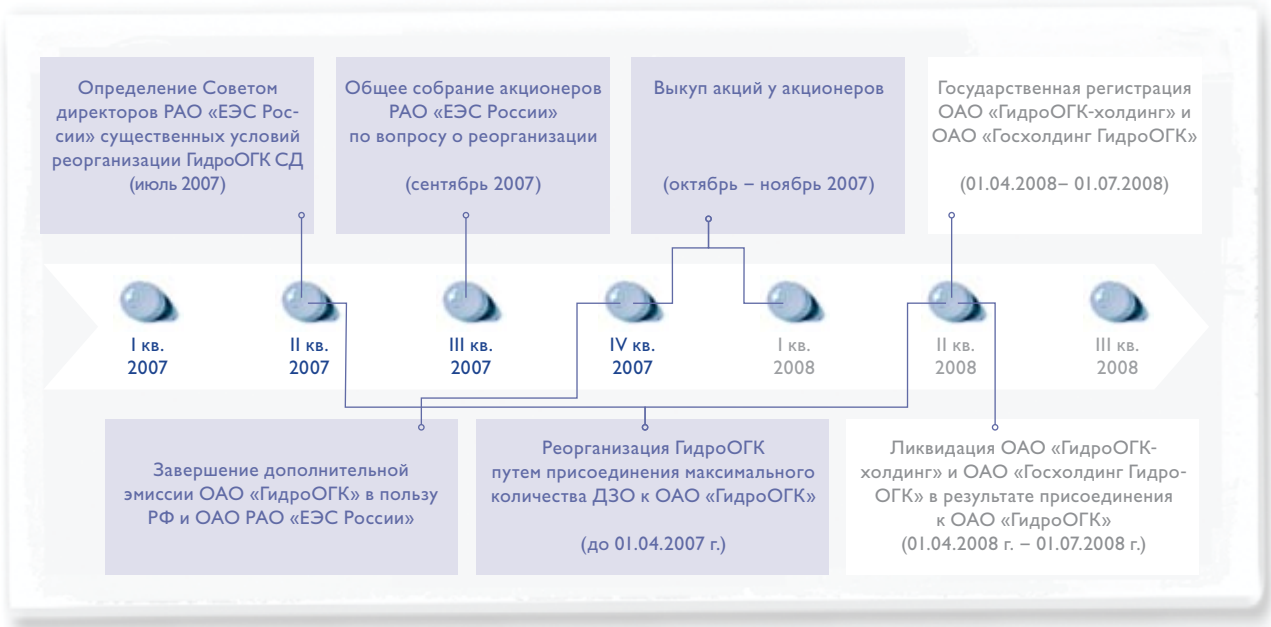 Определение Советом
директоров РАО «ЕЭС Рос-
сии» существенных условий
реорганизации ГидроОГК СД
(июль 2007)
Общее собрание акционеров
РАО «ЕЭС России»
по вопросу о реорганизации
(сентябрь 2007)
Выкуп акций у акционеров
(октябрь – ноябрь 2007)
Государственная регистрация
ОАО «ГидроОГК-холдинг» и
ОАО «Госхолдинг ГидроОГК»
(01.04.2008– 01.07.2008)
I кв.
2007
II кв.
2007
III кв.
2007
IV кв.
2007
I кв.
2008
II кв.
2008
III кв.
2008
Завершение дополнительной
эмиссии ОАО «ГидроОГК» в пользу
РФ и ОАО РАО «ЕЭС России»
Реорганизация ГидроОГК
путем присоединения максимального
количества ДЗО к ОАО «ГидроОГК»
(до 01.04.2007 г.)
Ликвидация ОАО «ГидроОГК-
холдинг» и ОАО «Госхолдинг Гидро-
ОГК» в результате присоединения
к ОАО «ГидроОГК»
(01.04.2008 г. – 01.07.2008 г.)